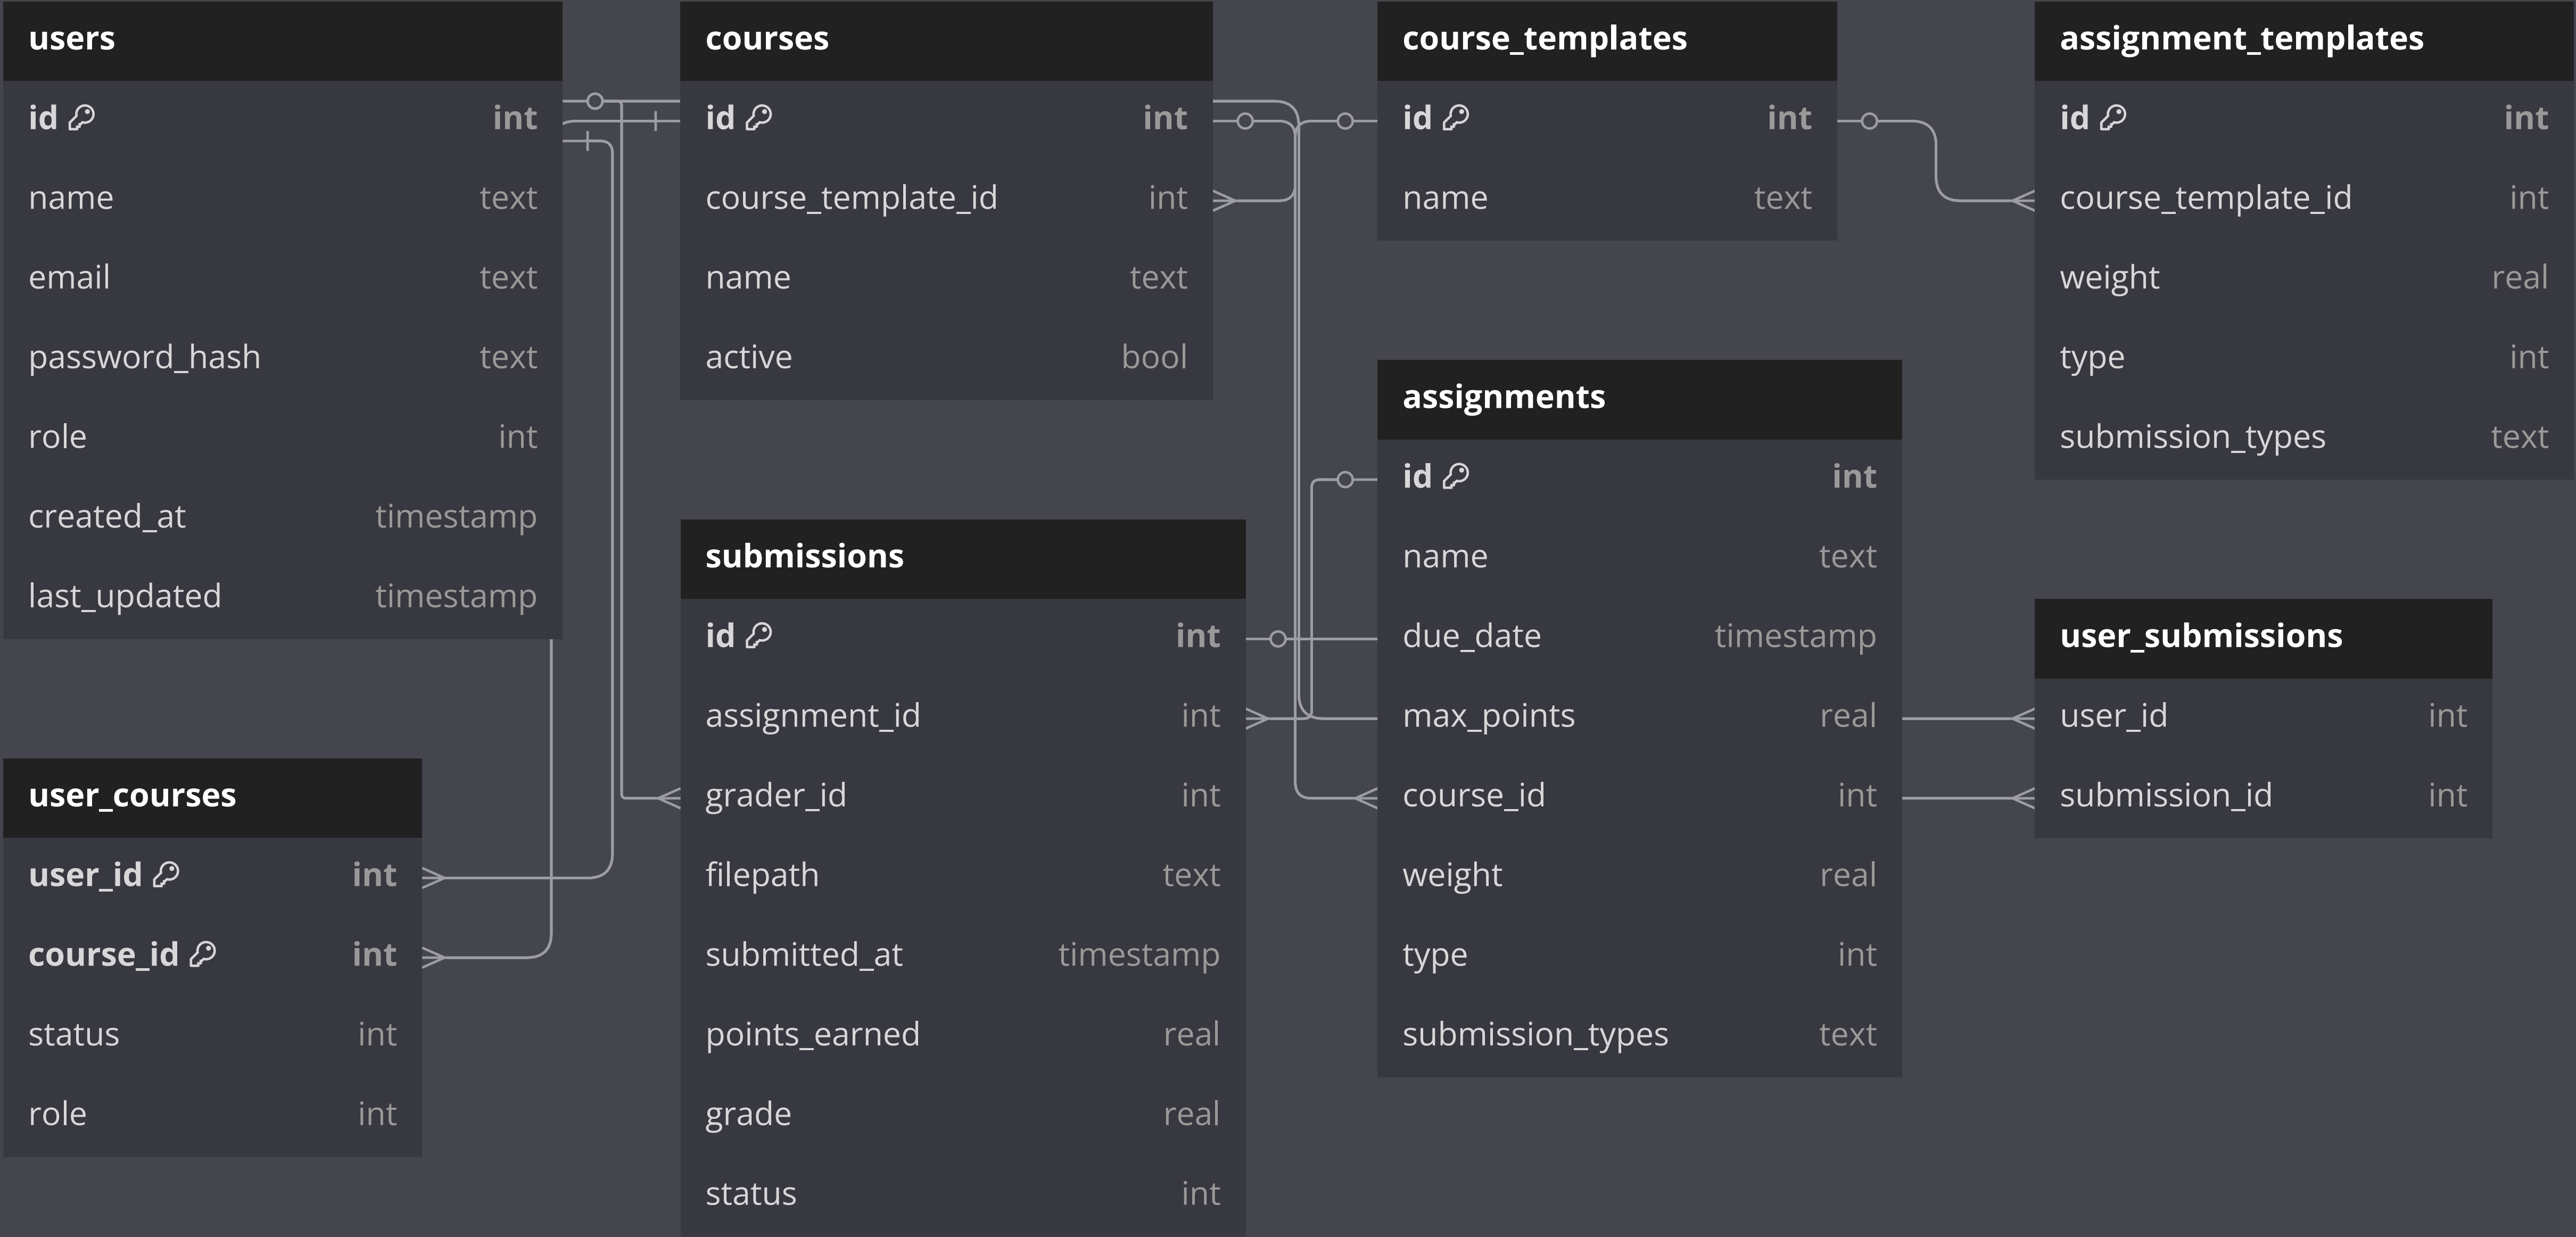 users
id int
name text
email text
password_hash text
role int
created_at timestamp
last_updated timestamp
courses
id int
course_template_id int
name text
active bool
course_templates
id int
name text
assignment_templates
id int
course_template_id int
weight real
type int
submission_types text
assignments
id int
name text
due_date timestamp
max_points real
course_id int
weight real
type int
submission_types text
submissions
id int
assignment_id int
grader_id int
filepath text
submitted_at timestamp
points_earned real
grade real
status int
user_submissions
user_id int
submission_id int
user_courses
user_id int
course_id int
status int
role int